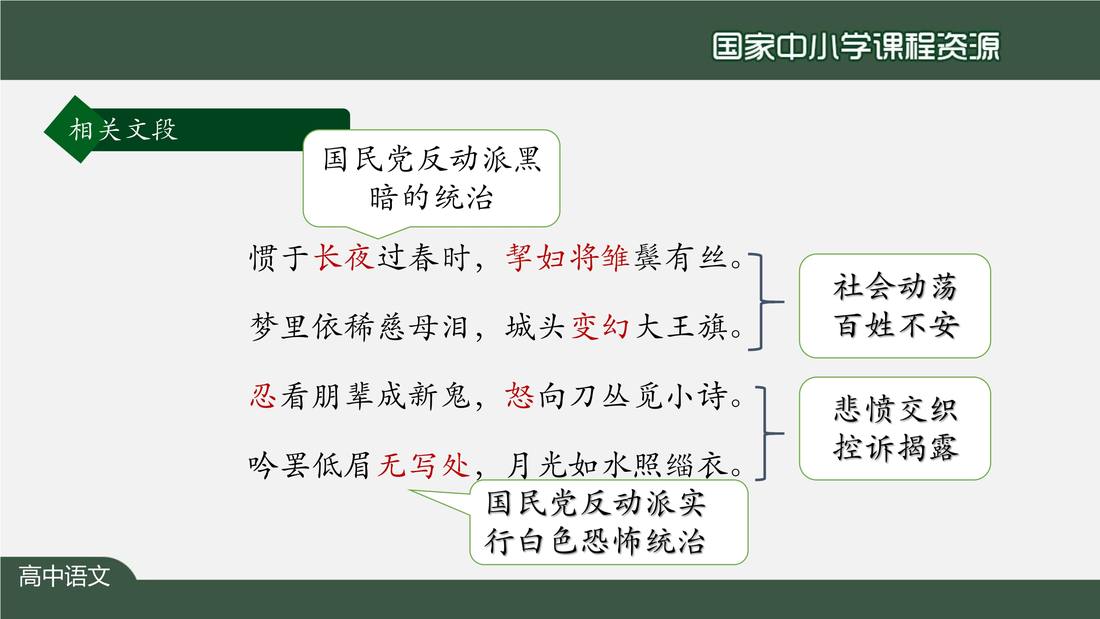 国家中小学课程资源
相关文段
国民党反动派黑
暗的统治
惯于长夜过春时，挈妇将雏鬓有丝。
梦里依稀慈母泪，城头变幻大王旗。
社会动荡
百姓不安
忍看朋辈成新鬼，怒向刀丛觅小诗。
吟罢低眉无写处，月光如水照缁衣。
悲愤交织
控诉揭露
国民党反动派实
行白色恐怖统治
高中语文